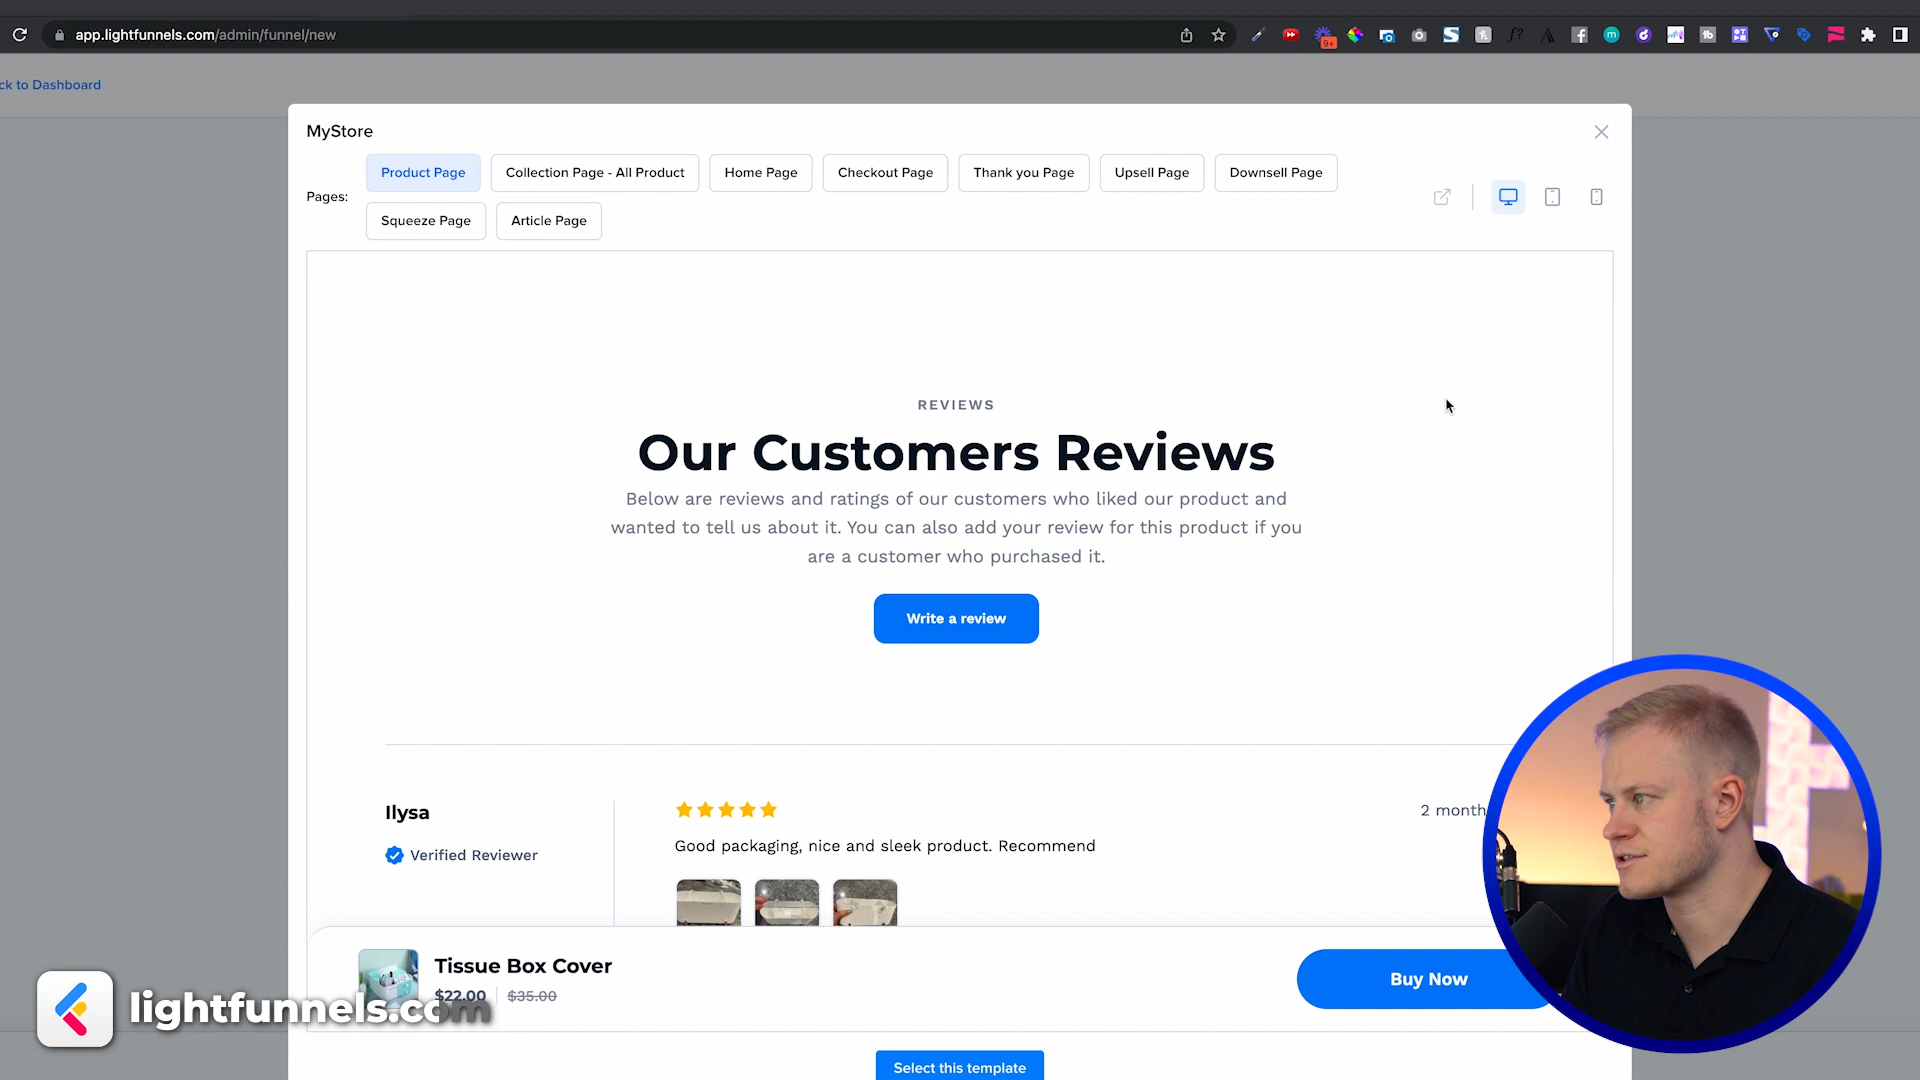 app.lightfunnels.com/admin/funnel/new
9+
ck to Dashboard
MyStore
Pages:
Product Page
Collection Page - All Product
Home Page
Checkout Page
Thank you Page
Upsell Page
Downsell Page
Squeeze Page
Article Page
REVIEWS
Our Customers Reviews
Below are reviews and ratings of our customers who liked our product and
wanted to tell us about it. You can also add your review for this product if you
are a customer who purchased it.
Write a review
Ilysa
Verified Reviewer
2 month
Good packaging, nice and sleek product. Recommend
Tissue Box Cover
$22.00
$35.00
Buy Now
lightfunnels.com
Select this template